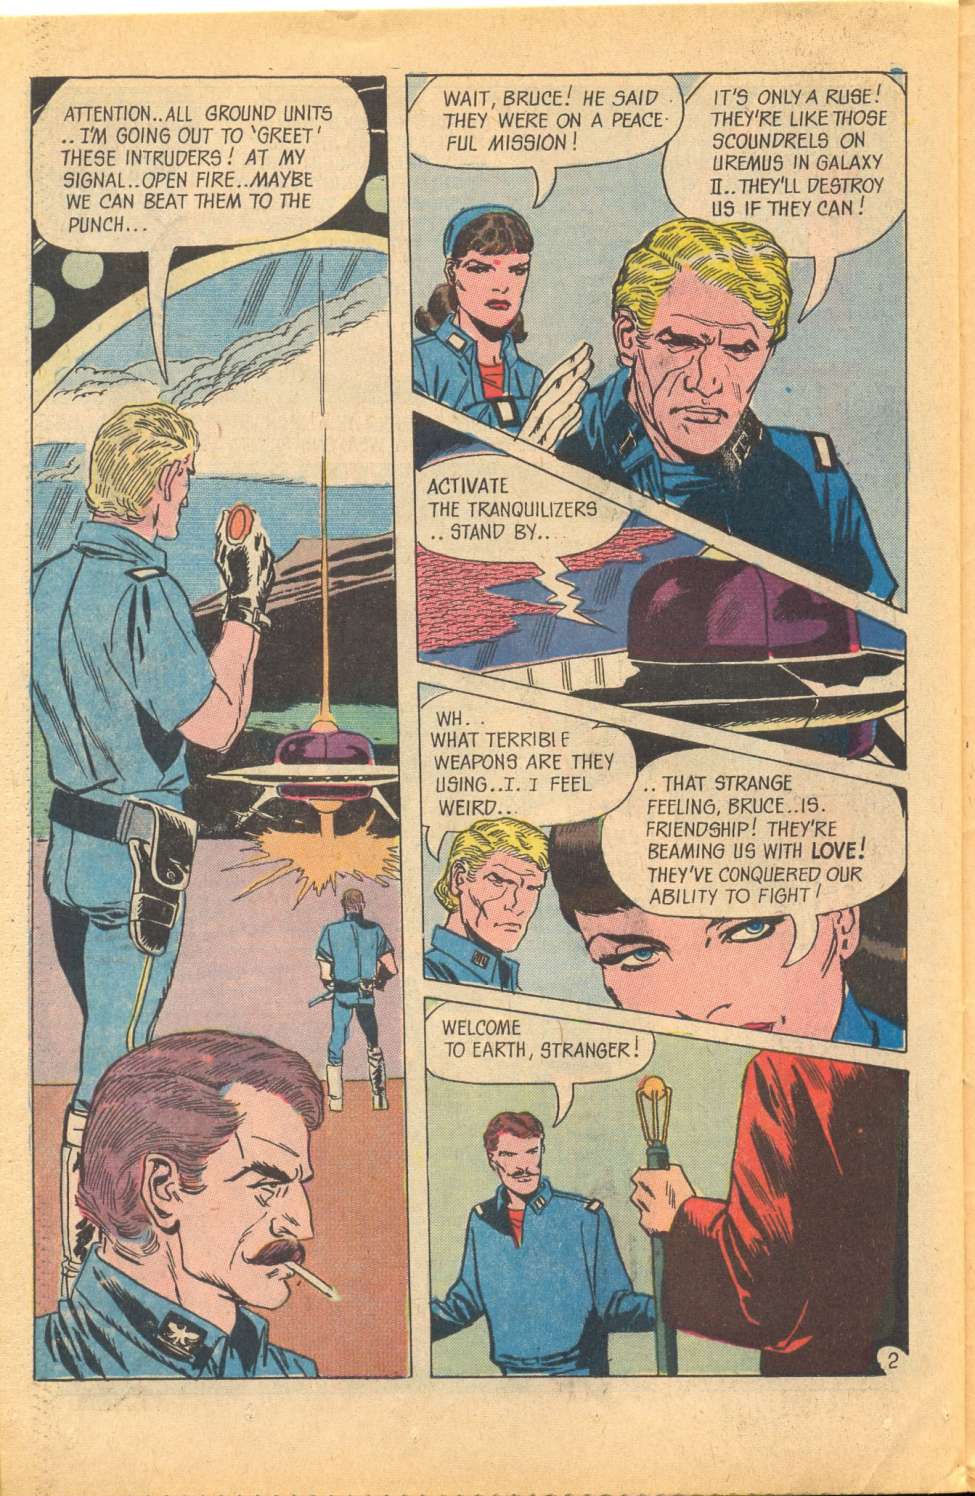 ATTENTION..ALL GROUND UNITS
..I'M GOING OUT TO 'GREET'
THESE INTRUDERS! AT MY
SIGNAL..OPEN FIRE..MAYBE
WE CAN BEAT THEM TO THE
PUNCH...
WAIT, BRUCE! HE SAID
THEY WERE ON A PEACE-
FUL MISSION!
IT'S ONLY A RUSE!
THEY'RE LIKE THOSE
SCOUNDRELS ON
UREMUS IN GALAXY
II..THEY'LL DESTROY
US IF THEY CAN!
ACTIVATE
THE TRANQUILIZERS
..STAND BY..
WH..
WHAT TERRIBLE
WEAPONS ARE THEY
USING..I. I FEEL
WEIRD...
..THAT STRANGE
FEELING, BRUCE..IS.
FRIENDSHIP! THEY'RE
BEAMING US WITH LOVE!
THEY'VE CONQUERED OUR
ABILITY TO FIGHT!
WELCOME
TO EARTH, STRANGER!
2